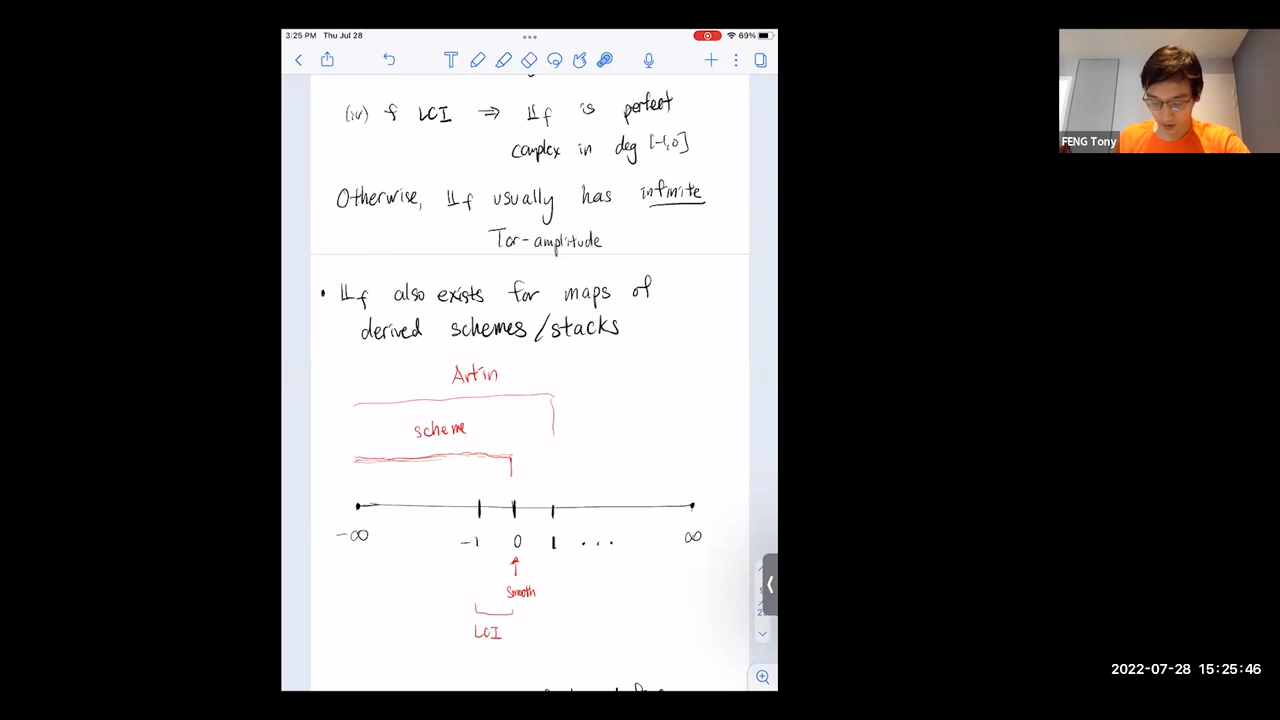 3:25 PM Thu Jul 28
69%
(iv) f LCI ⇒ 𝕃f is perfect
complex in deg [-1,0]
Otherwise, 𝕃f usually has infinite
Tor-amplitude
• 𝕃f also exists for maps of
derived schemes/stacks
Artin
scheme
-∞ -1 0 1 ... ∞
smooth
LCI
FENG Tony
2022-07-28 15:25:46